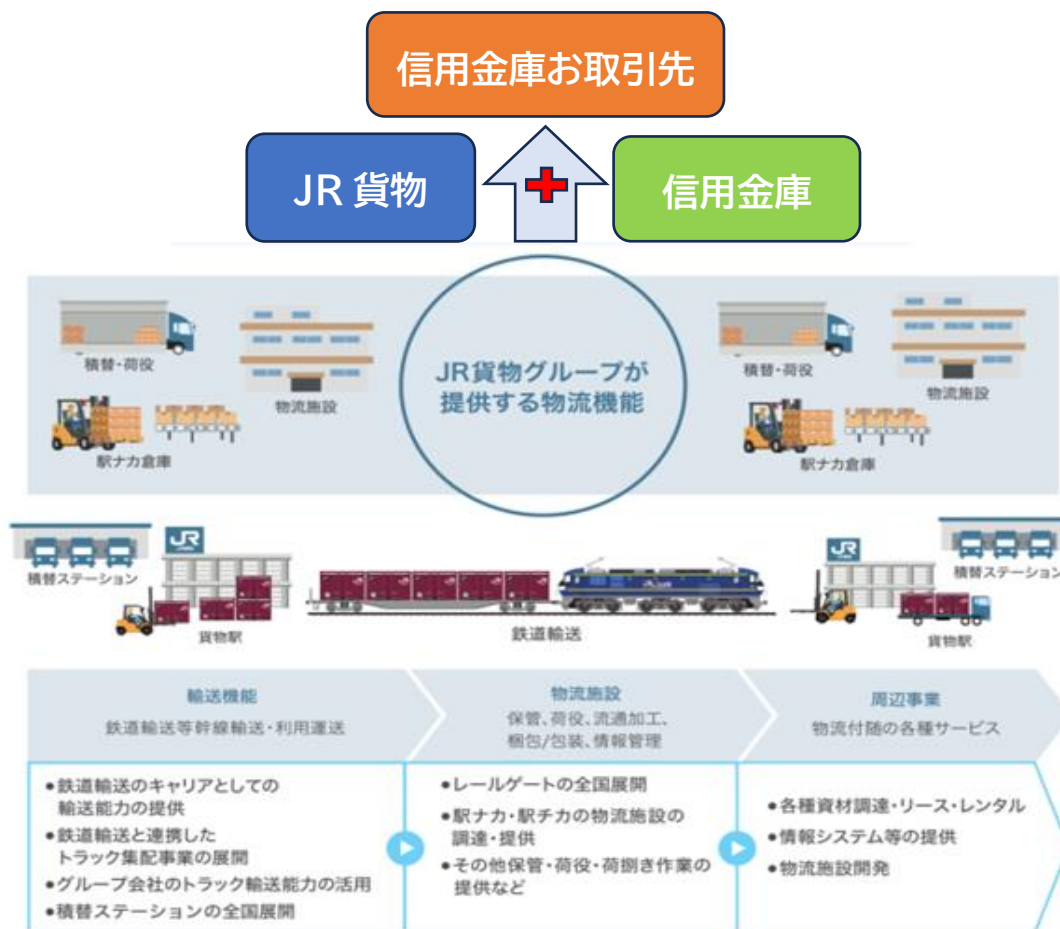 信用金庫お取引先
JR 貨物
信用金庫
JR貨物グループが
提供する物流機能
積替・荷役
物流施設
駅ナカ倉庫
積替・荷役
物流施設
駅ナカ倉庫
積替ステーション
JR
貨物駅
鉄道輸送
JR
積替ステーション
貨物駅
輸送機能
鉄道輸送等幹線輸送・利用運送
物流施設
保管、荷役、流通加工、
梱包/包装、情報管理
周辺事業
物流付随の各種サービス
●鉄道輸送のキャリアとしての
輸送能力の提供
●鉄道輸送と連携した
トラック集配事業の展開
●グループ会社のトラック輸送能力の活用
●積替ステーションの全国展開
●レールゲートの全国展開
●駅ナカ・駅チカの物流施設の
調達・提供
●その他保管・荷役・荷捌き作業の
提供など
●各種資材調達・リース・レンタル
●情報システム等の提供
●物流施設開発